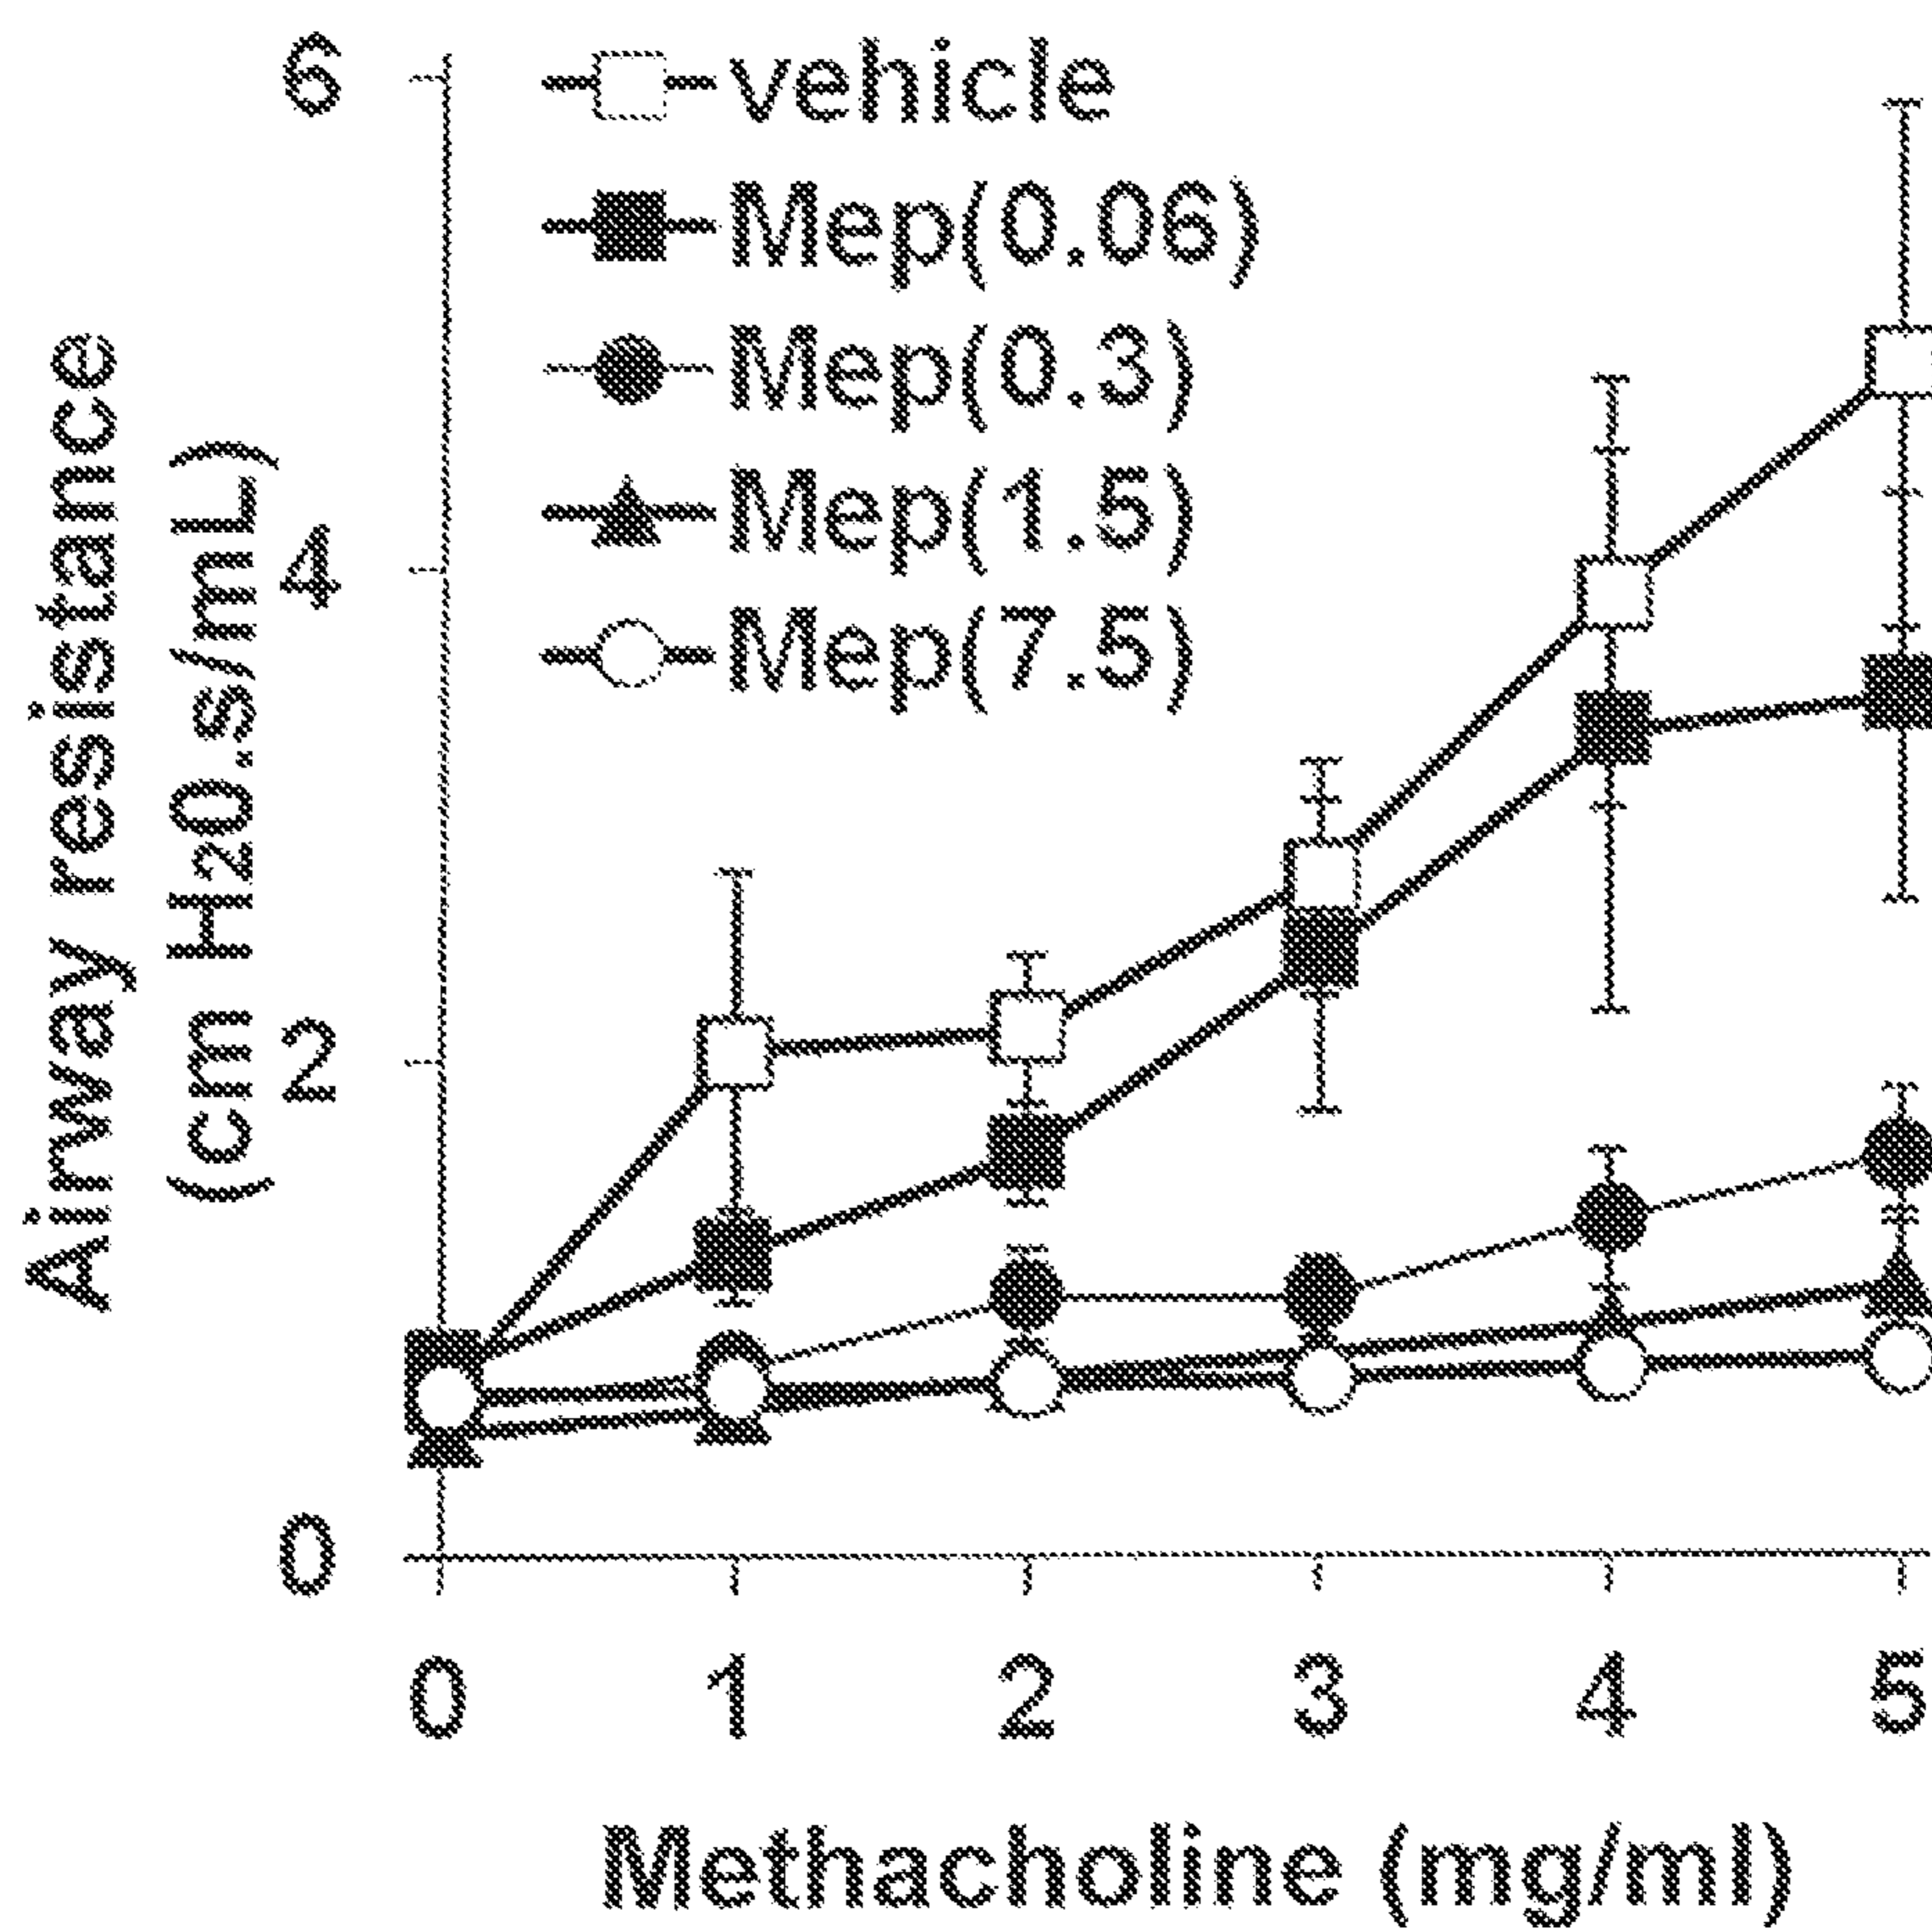 Airway resistance
(cm H20.s/mL)
6
4
2
0
vehicle
Mep(0.06)
Mep(0.3)
Mep(1.5)
Mep(7.5)
0 1 2 3 4 5
Methacholine (mg/ml)